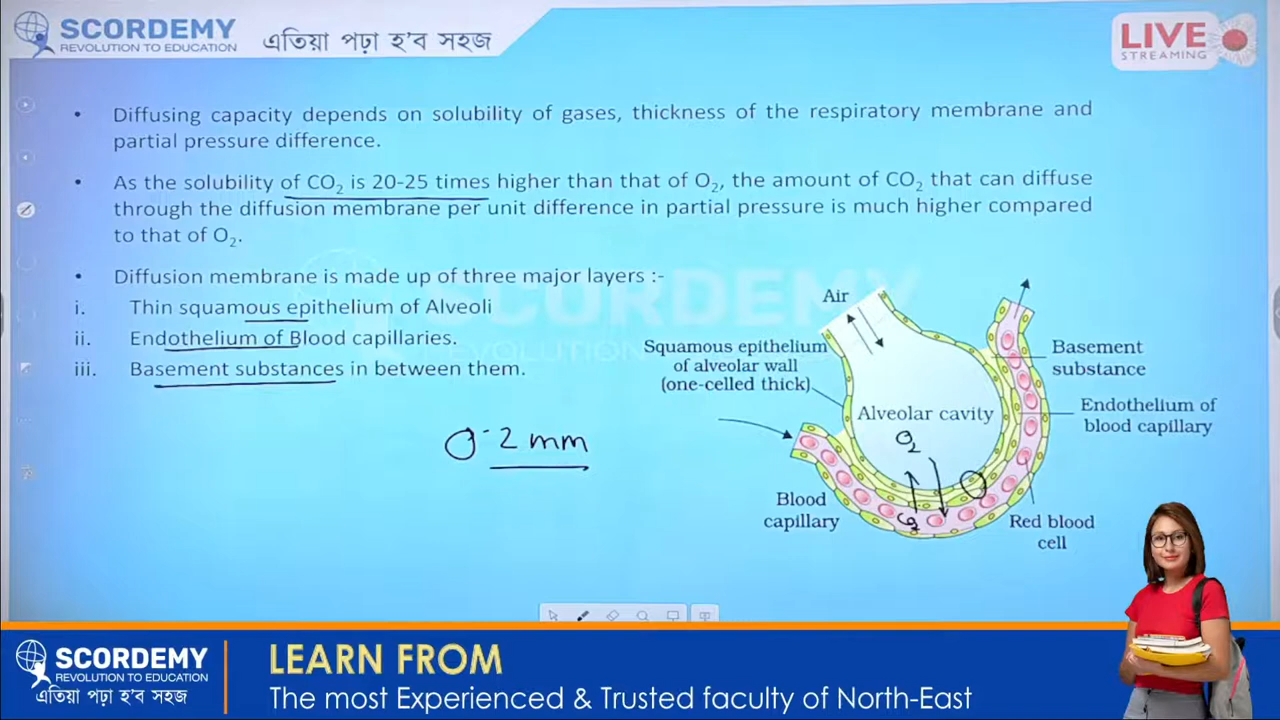 SCORDEMY
REVOLUTION TO EDUCATION
এতিয়া পঢ়া হ'ব সহজ
LIVE
STREAMING
• Diffusing capacity depends on solubility of gases, thickness of the respiratory membrane and
partial pressure difference.
• As the solubility of CO₂ is 20-25 times higher than that of O₂, the amount of CO₂ that can diffuse
through the diffusion membrane per unit difference in partial pressure is much higher compared
to that of O₂.
• Diffusion membrane is made up of three major layers :-
i. Thin squamous epithelium of Alveoli
ii. Endothelium of Blood capillaries.
iii. Basement substances in between them.
SCORDEMY
0.2 mm
Air
Squamous epithelium
of alveolar wall
(one-celled thick)
Basement
substance
Alveolar cavity
Endothelium of
blood capillary
O₂
Blood
capillary
Red blood
cell
SCORDEMY
REVOLUTION TO EDUCATION
এতিয়া পঢ়া হ'ব সহজ
LEARN FROM
The most Experienced & Trusted faculty of North-East